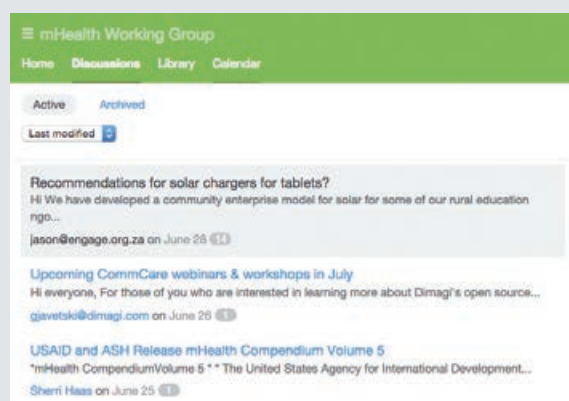 ≡ mHealth Working Group
Home Discussions Library Calendar
Active Archived
Last modified
Recommendations for solar chargers for tablets?
Hi We have developed a community enterprise model for solar for some of our rural education
ngo...
jason@engage.org.za on June 26 14
Upcoming CommCare webinars & workshops in July
Hi everyone, For those of you who are interested in learning more about Dimagi's open source...
gjavetski@dimagi.com on June 26 1
USAID and ASH Release mHealth Compendium Volume 5
*mHealth CompendiumVolume 5 * * The United States Agency for International Development...
Sherri Haas on June 25 1